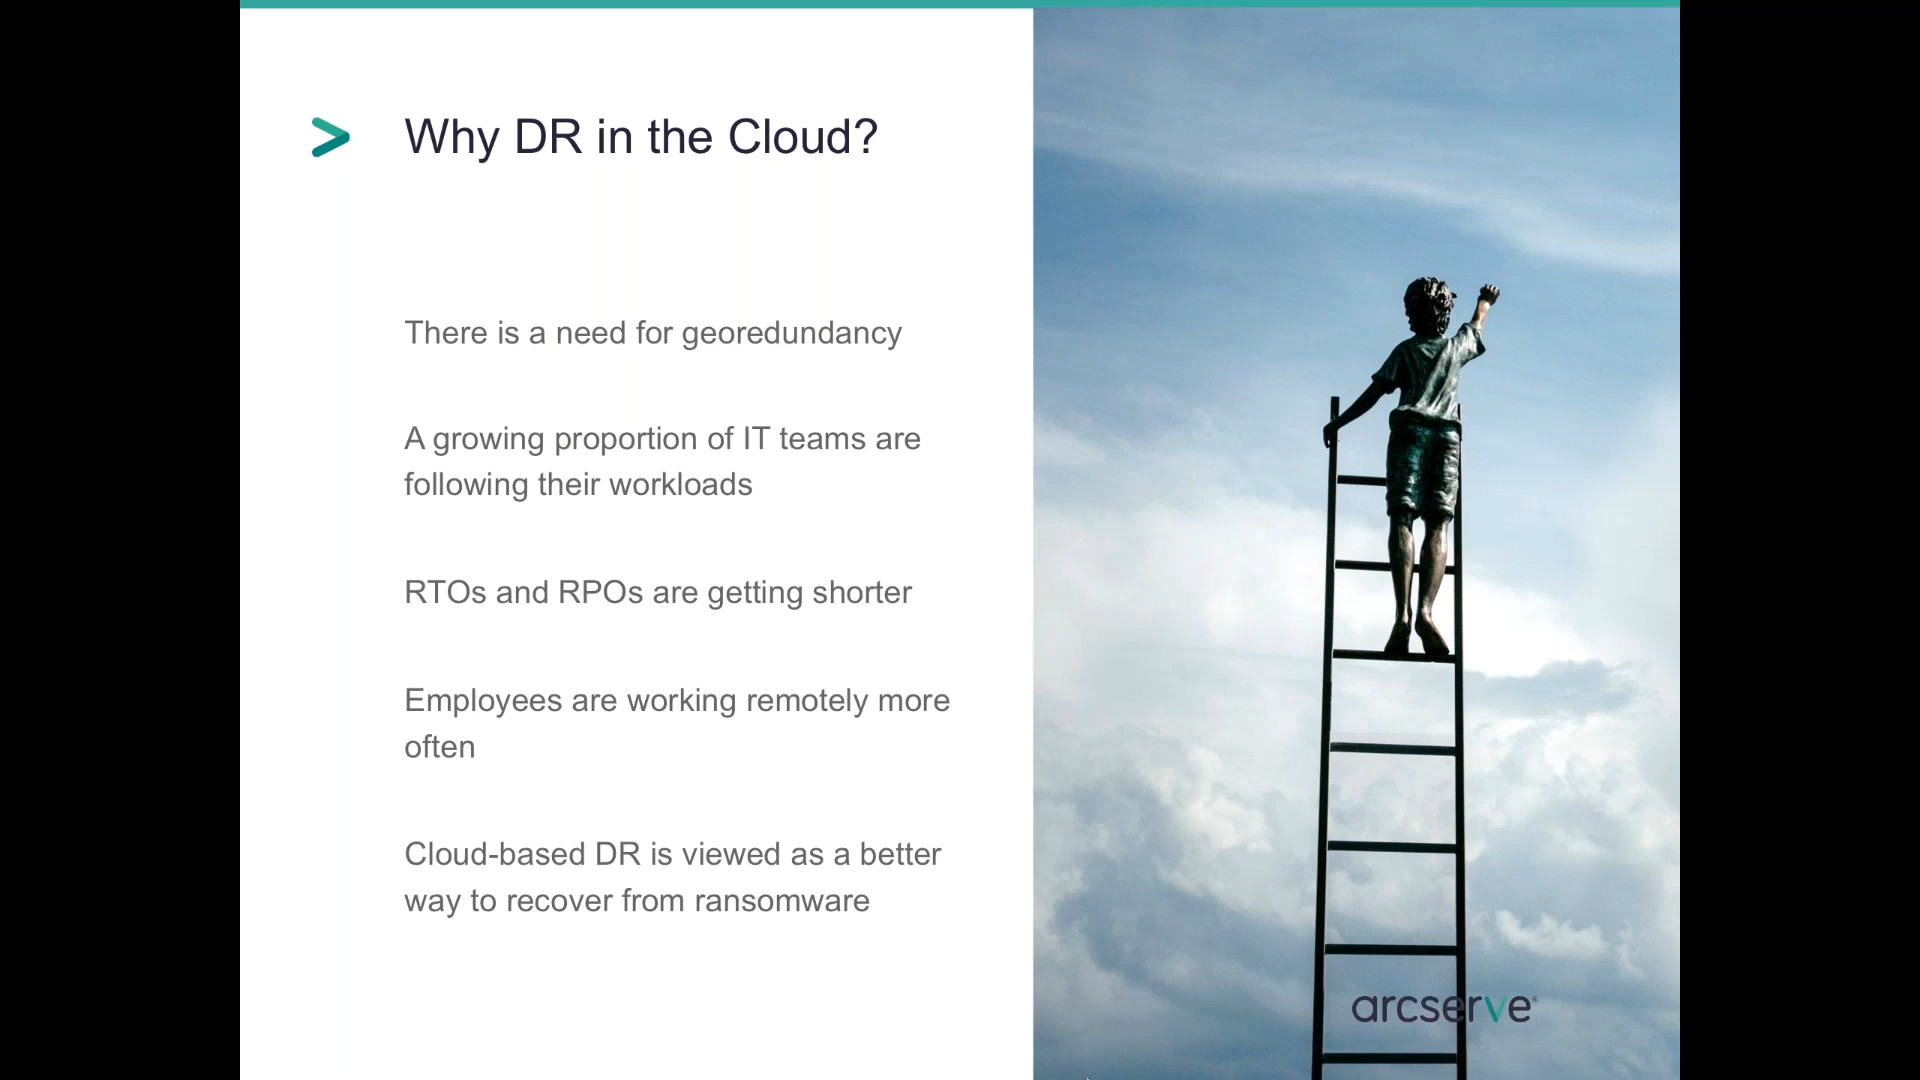 Why DR in the Cloud?
There is a need for georedundancy
A growing proportion of IT teams are
following their workloads
RTOs and RPOs are getting shorter
Employees are working remotely more
often
Cloud-based DR is viewed as a better
way to recover from ransomware
arcserve®